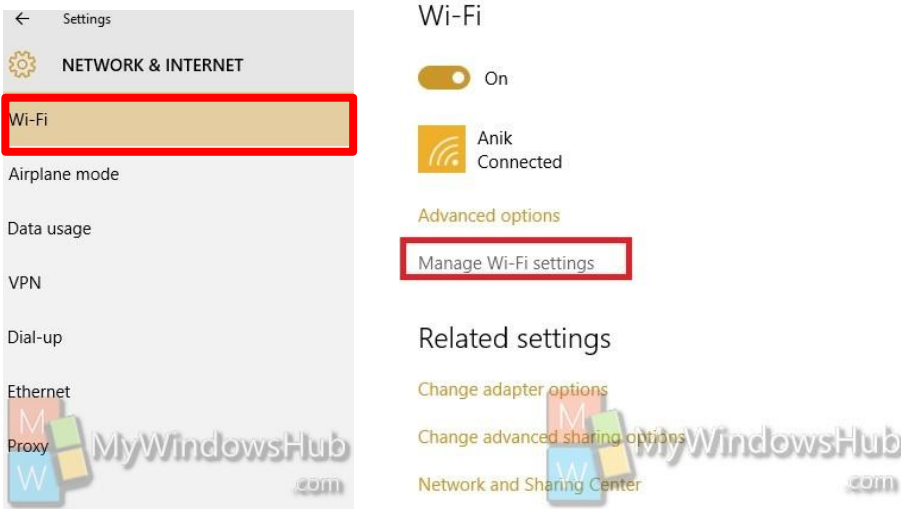 Settings
NETWORK & INTERNET
Wi-Fi
Airplane mode
Data usage
VPN
Dial-up
Ethernet
Proxy
M
W
MyWindowsHub
.com
Wi-Fi
On
Anik
Connected
Advanced options
Manage Wi-Fi settings
Related settings
Change adapter options
Change advanced sharing options
Network and Sharing Center
M
W
MyWindowsHub
.com